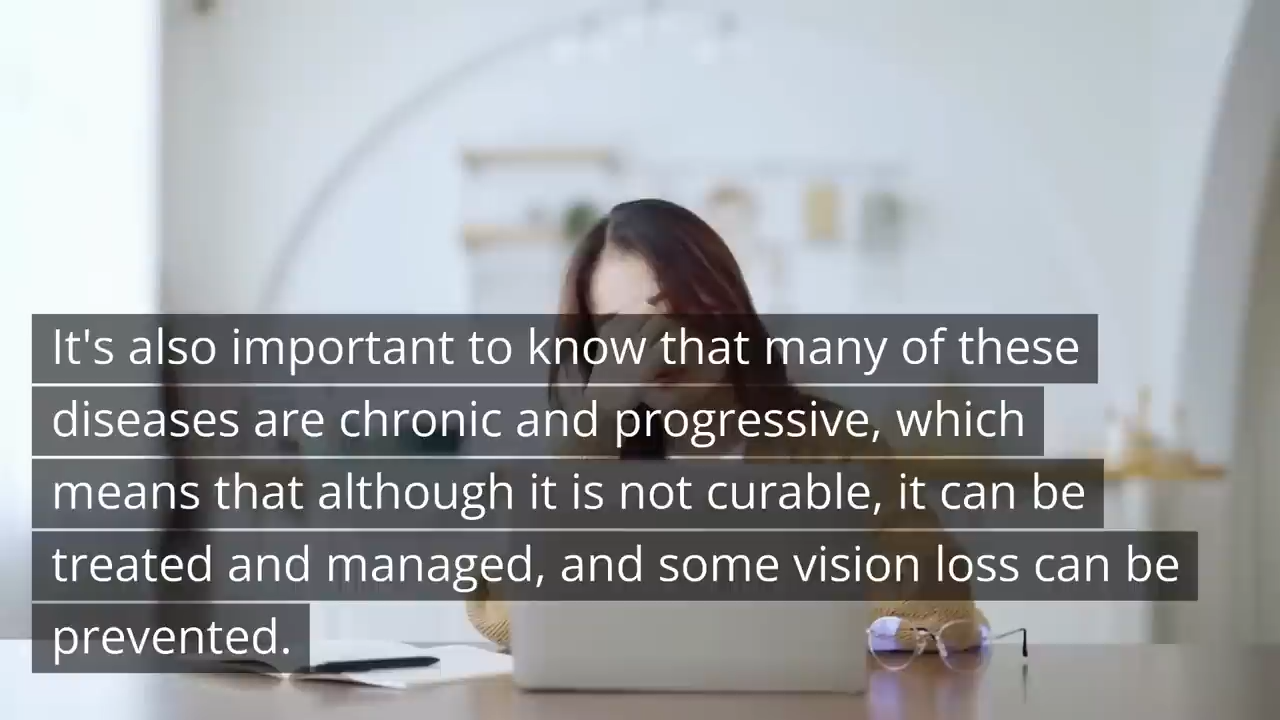 It's also important to know that many of these
diseases are chronic and progressive, which
means that although it is not curable, it can be
treated and managed, and some vision loss can be
prevented.